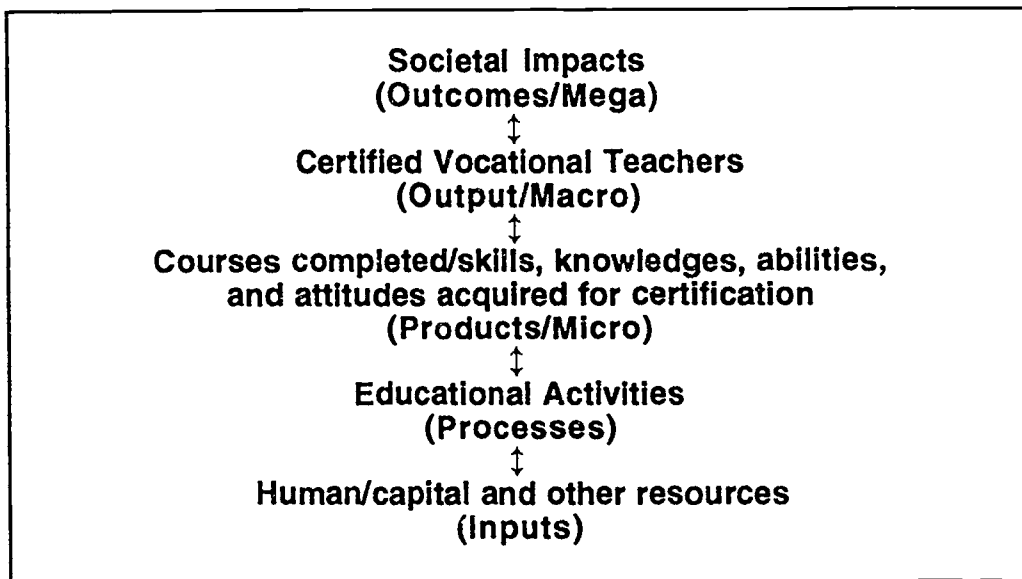 Societal Impacts
(Outcomes/Mega)
↕
Certified Vocational Teachers
(Output/Macro)
↕
Courses completed/skills, knowledges, abilities,
and attitudes acquired for certification
(Products/Micro)
↕
Educational Activities
(Processes)
↕
Human/capital and other resources
(Inputs)